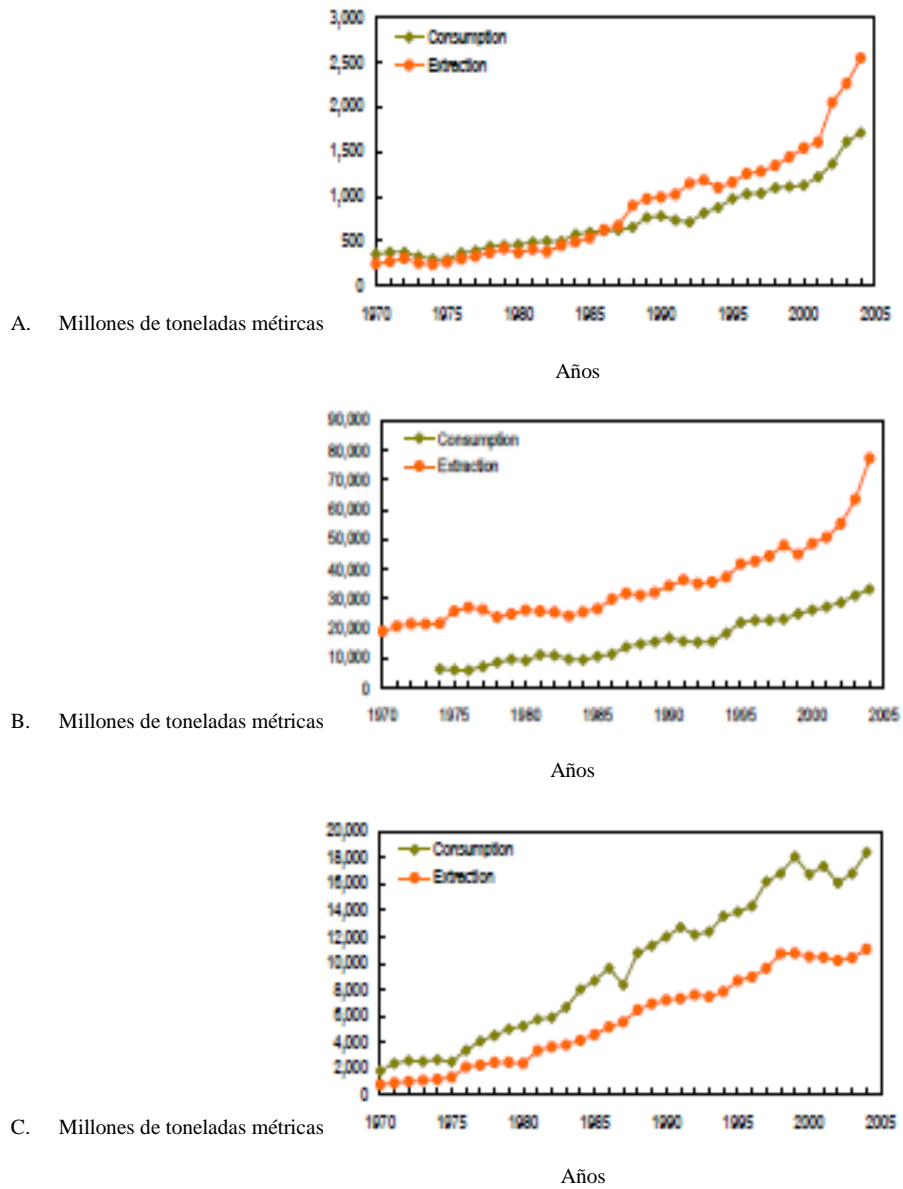 3,000
2,500
2,000
1,500
1,000
500
0
Consumption
Extrection
1970 1975 1980 1985 1990 1995 2000 2005
A. Millones de toneladas métircas
Años
90,000
80,000
70,000
60,000
50,000
40,000
30,000
20,000
10,000
0
Consumption
Extraction
1970 1975 1980 1985 1990 1995 2000 2005
B. Millones de toneladas métricas
Años
20,000
18,000
16,000
14,000
12,000
10,000
8,000
6,000
4,000
2,000
0
Consumption
Extraction
1970 1975 1980 1985 1990 1995 2000 2005
C. Millones de toneladas métricas
Años